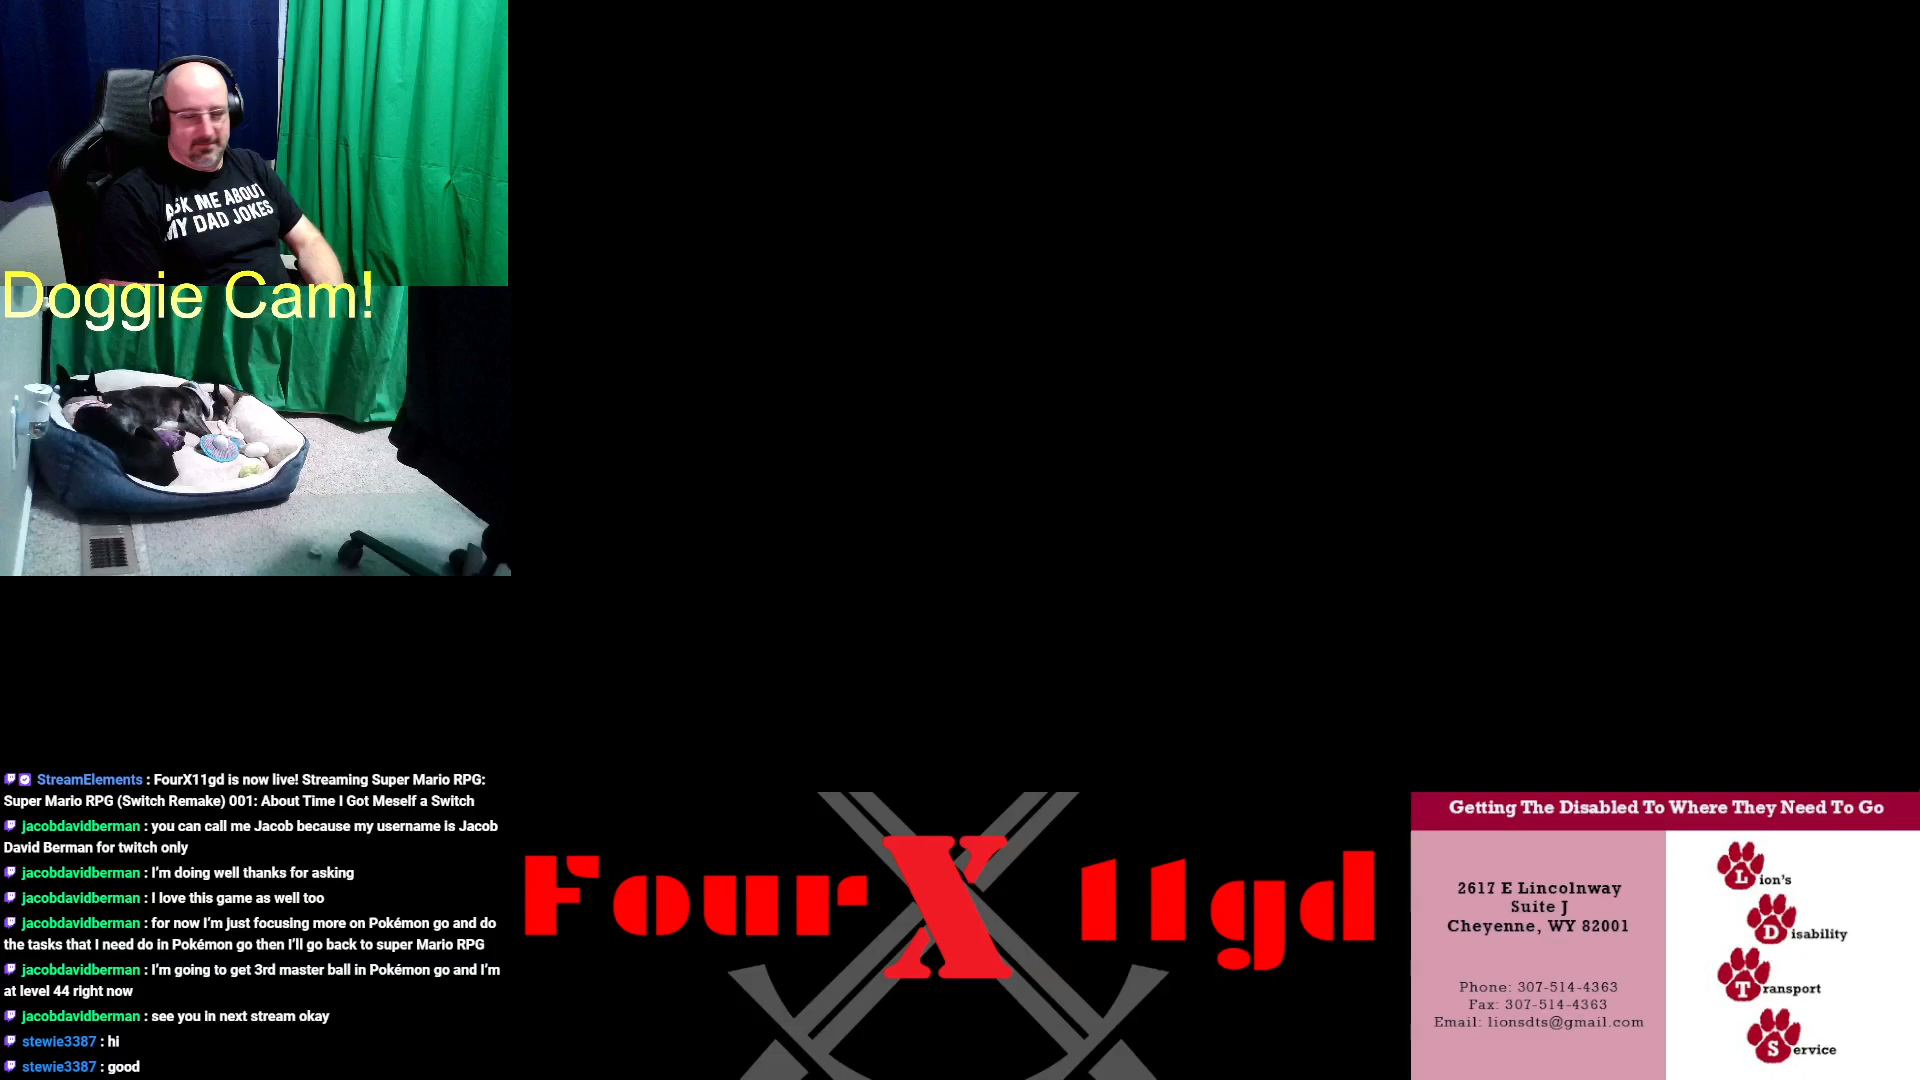 ASK ME ABOUT
MY DAD JOKES
Doggie Cam!
StreamElements : FourX11gd is now live! Streaming Super Mario RPG:
Super Mario RPG (Switch Remake) 001: About Time I Got Meself a Switch
jacobdavidberman : you can call me Jacob because my username is Jacob
David Berman for twitch only
jacobdavidberman : I’m doing well thanks for asking
jacobdavidberman : I love this game as well too
jacobdavidberman : for now I’m just focusing more on Pokémon go and do
the tasks that I need do in Pokémon go then I’ll go back to super Mario RPG
jacobdavidberman : I’m going to get 3rd master ball in Pokémon go and I’m
at level 44 right now
jacobdavidberman : see you in next stream okay
stewie3387 : hi
stewie3387 : good
FourX11gd
Getting The Disabled To Where They Need To Go
2617 E Lincolnway
Suite J
Cheyenne, WY 82001
Phone: 307-514-4363
Fax: 307-514-4363
Email: lionsdts@gmail.com
Lion's
Disability
Transport
Service